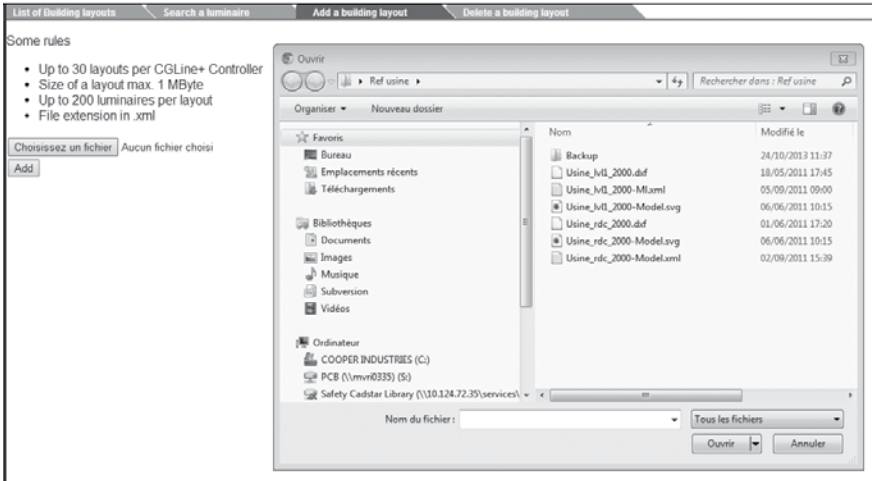 List of Building layouts
Search a luminaire
Add a building layout
Delete a building layout
Some rules
• Up to 30 layouts per CGLine+ Controller
• Size of a layout max. 1 MByte
• Up to 200 luminaires per layout
• File extension in .xml
Choisissez un fichier Aucun fichier choisi
Add
Ouvrir
Ref usine
Rechercher dans : Ref usine
Organiser
Nouveau dossier
Favoris
Bureau
Emplacements récents
Téléchargements
Bibliothèques
Documents
Images
Musique
Subversion
Vidéos
Ordinateur
COOPER INDUSTRIES (C:)
PCB (\\mvri0335) (S:)
Safety Cadstar Library (\\10.124.72.35\services\
Nom Modifié le
Backup 24/10/2013 11:37
Usine_lvl1_2000.dxf 18/05/2011 17:45
Usine_lvl1_2000-Ml.xml 05/09/2011 09:00
Usine_lvl1_2000-Model.svg 06/06/2011 10:15
Usine_rdc_2000.dxf 01/06/2011 17:20
Usine_rdc_2000-Model.svg 06/06/2011 10:15
Usine_rdc_2000-Model.xml 02/09/2011 15:39
Nom du fichier :
Tous les fichiers
Ouvrir
Annuler